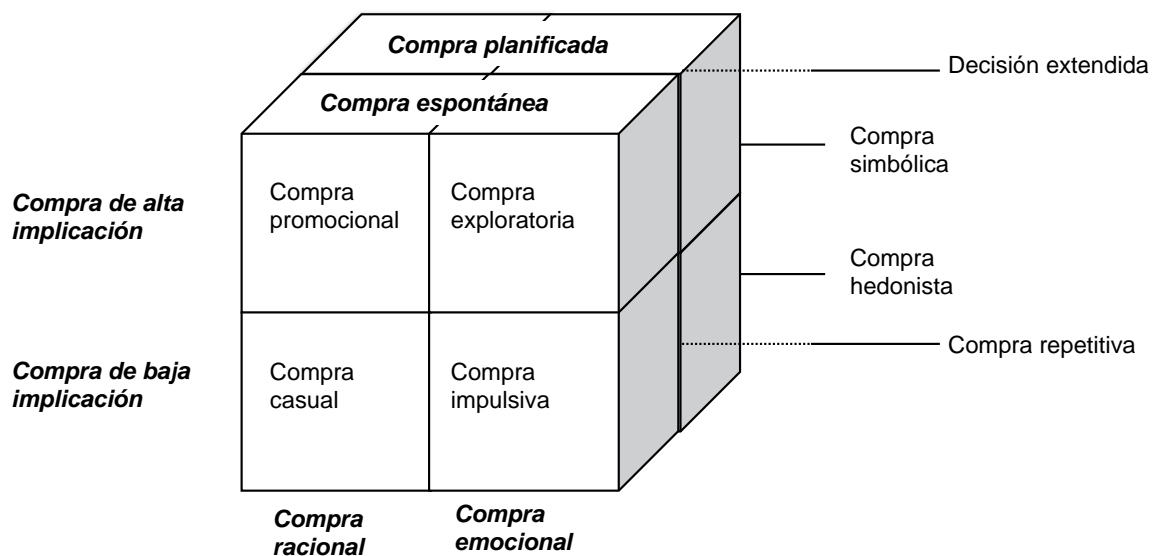 Compra planificada
Decisión extendida
Compra espontánea
Compra
simbólica
Compra de alta
implicación
Compra
promocional
Compra
exploratoria
Compra
hedonista
Compra repetitiva
Compra de baja
implicación
Compra
casual
Compra
impulsiva
Compra
racional
Compra
emocional